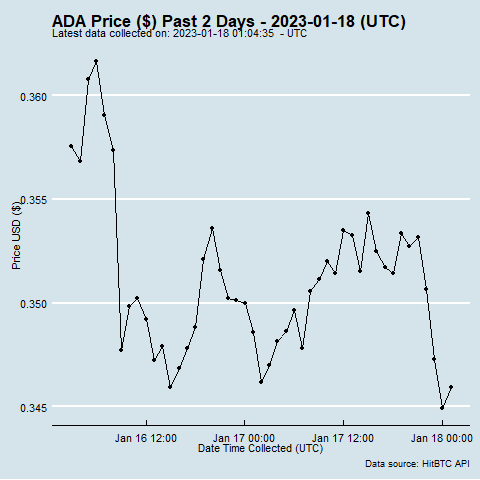 ADA Price ($) Past 2 Days - 2023-01-18 (UTC)
Latest data collected on: 2023-01-18 01:04:35  - UTC
0.360
0.355
0.350
0.345
Price USD ($)
Jan 16 12:00 Jan 17 00:00 Jan 17 12:00 Jan 18 00:00
Date Time Collected (UTC)
Data source: HitBTC API